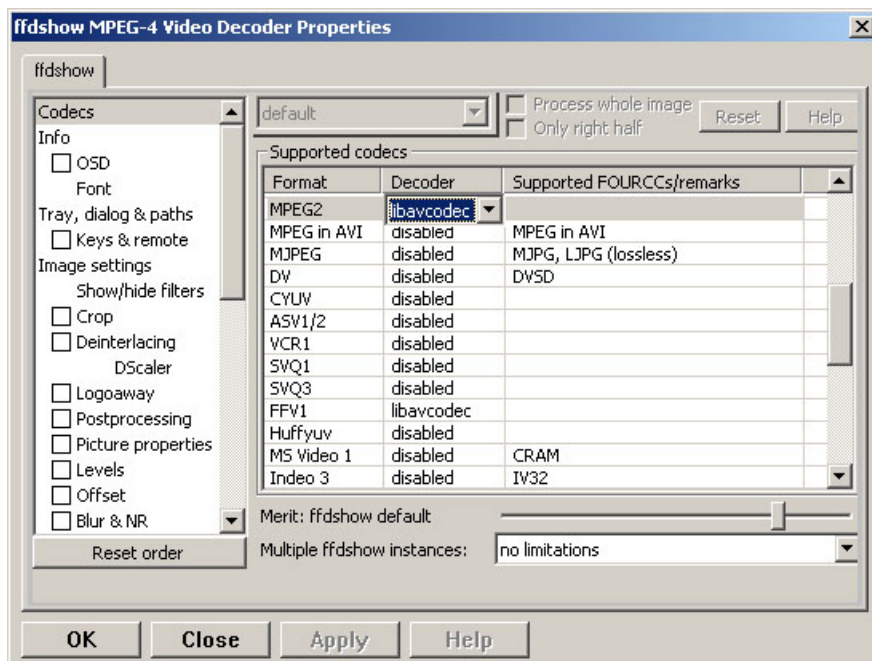 ffdshow MPEG-4 Video Decoder Properties
ffdshow
Codecs
Info
OSD
Font
Tray, dialog & paths
Keys & remote
Image settings
Show/hide filters
Crop
Deinterlacing
DScaler
Logoaway
Postprocessing
Picture properties
Levels
Offset
Blur & NR
Reset order
default
Process whole image
Only right half
Reset
Help
Supported codecs
Format Decoder Supported FOURCCs/remarks
MPEG2 libavcodec
MPEG in AVI disabled MPEG in AVI
MJPEG disabled MJPG, LJPG (lossless)
DV disabled DVSD
CYUV disabled
ASV1/2 disabled
VCR1 disabled
SVQ1 disabled
SVQ3 disabled
FFV1 libavcodec
Huffyuv disabled
MS Video 1 disabled CRAM
Indeo 3 disabled IV32
Merit: ffdshow default
Multiple ffdshow instances: no limitations
OK Close Apply Help